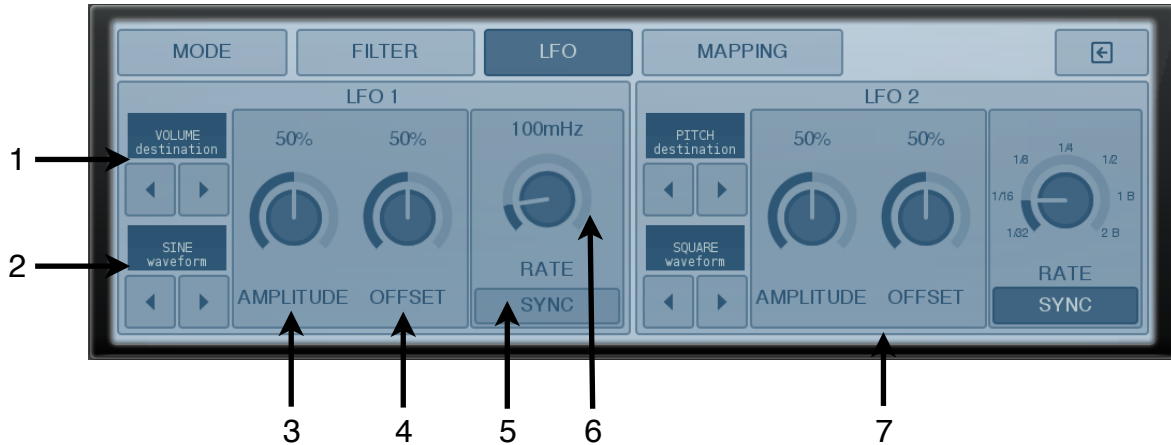 MODE
FILTER
LFO
MAPPING
LFO 1
VOLUME
destination
SINE
waveform
50%
50%
AMPLITUDE
OFFSET
100mHz
RATE
SYNC
LFO 2
PITCH
destination
SQUARE
waveform
50%
50%
AMPLITUDE
OFFSET
1/32
1/16
1/8
1/4
1/2
1 B
2 B
RATE
SYNC
1
2
3
4
5
6
7